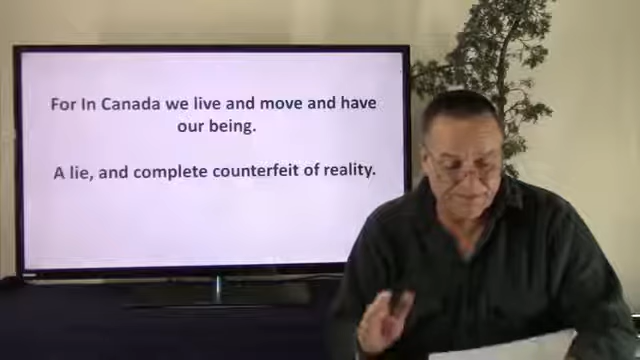 For In Canada we live and move and have
our being.
A lie, and complete counterfeit of reality.